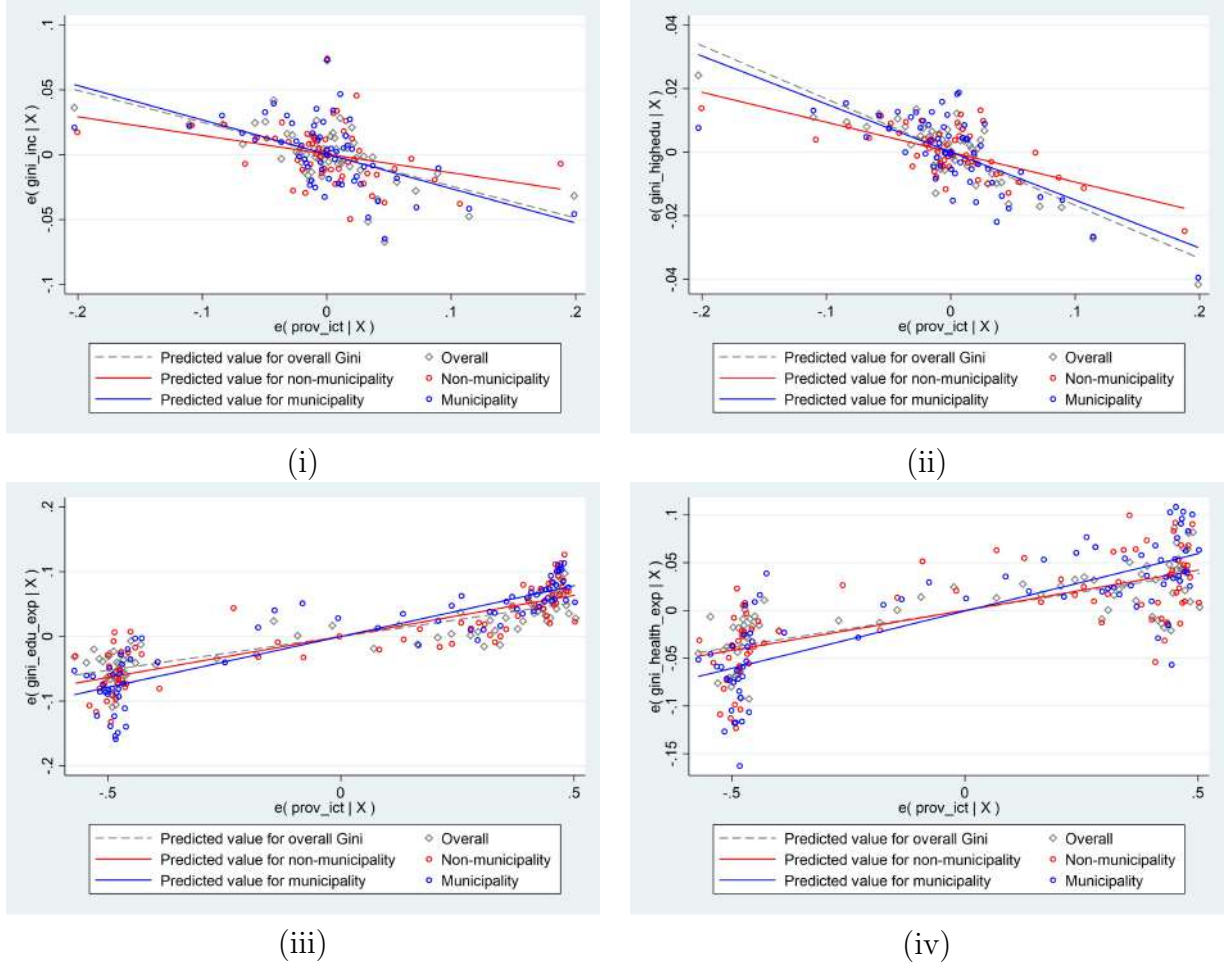 .1
.05
0
-.05
-.1
e( gini_inc | X )
-.2 -.1 0 .1 .2
e( prov_ict | X )
Predicted value for overall Gini Overall
Predicted value for non-municipality Non-municipality
Predicted value for municipality Municipality
(i)
.04
.02
0
-.02
-.04
e( gini_highedu | X )
-.2 -.1 0 .1 .2
e( prov_ict | X )
Predicted value for overall Gini Overall
Predicted value for non-municipality Non-municipality
Predicted value for municipality Municipality
(ii)
.2
.1
0
-.1
-.2
e( gini_edu_exp | X )
-.5 0 .5
e( prov_ict | X )
Predicted value for overall Gini Overall
Predicted value for non-municipality Non-municipality
Predicted value for municipality Municipality
(iii)
.1
.05
0
-.05
-.1
-.15
e( gini_health_exp | X )
-.5 0 .5
e( prov_ict | X )
Predicted value for overall Gini Overall
Predicted value for non-municipality Non-municipality
Predicted value for municipality Municipality
(iv)